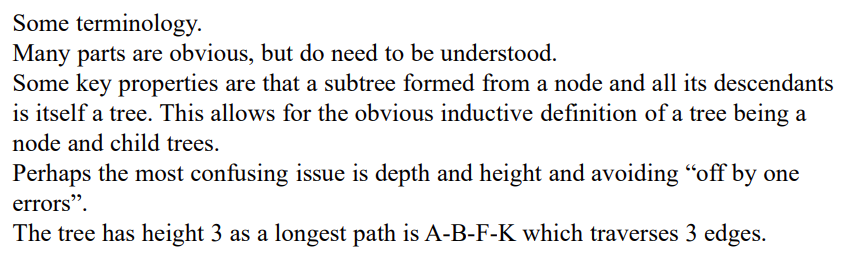 Some terminology.
Many parts are obvious, but do need to be understood.
Some key properties are that a subtree formed from a node and all its descendants
is itself a tree. This allows for the obvious inductive definition of a tree being a
node and child trees.
Perhaps the most confusing issue is depth and height and avoiding “off by one
errors”.
The tree has height 3 as a longest path is A-B-F-K which traverses 3 edges.